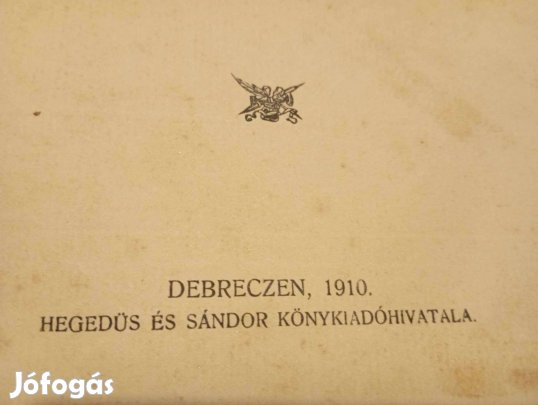 DEBRECZEN, 1910.
HEGEDÜS ÉS SÁNDOR KÖNYKIADÓHIVATALA.
Jófogás